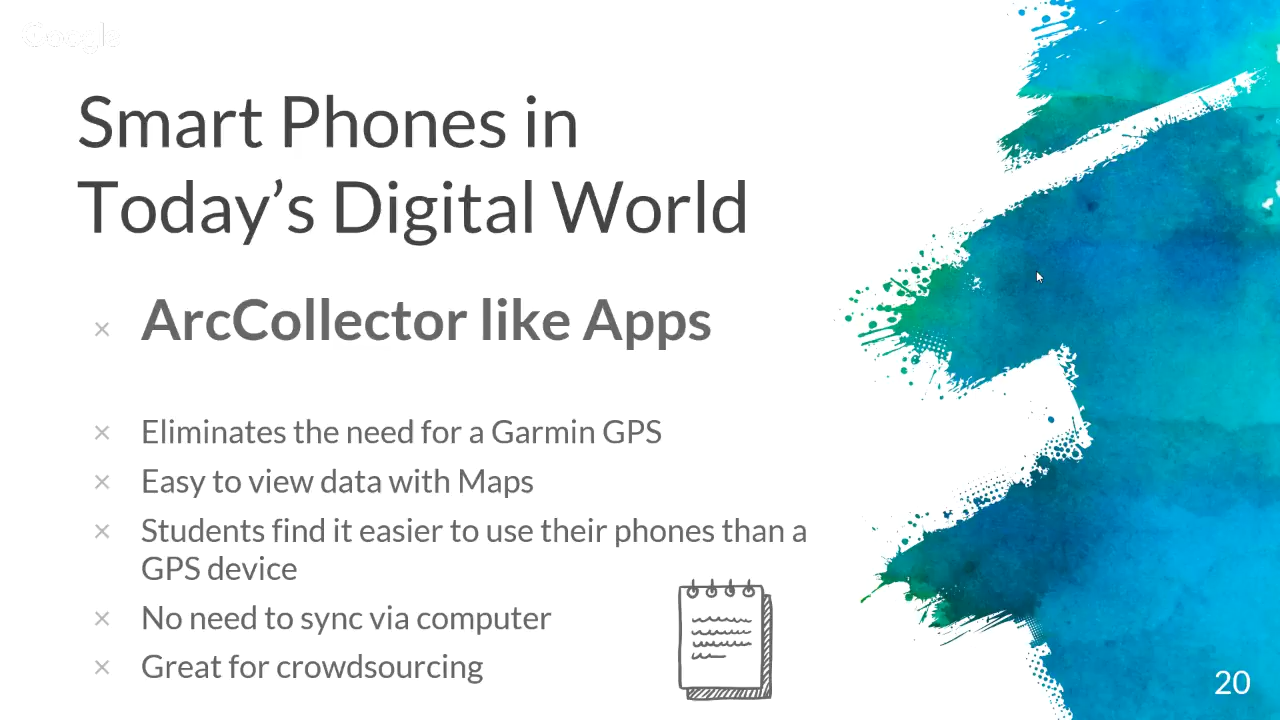 Google
Smart Phones in
Today’s Digital World
× ArcCollector like Apps
× Eliminates the need for a Garmin GPS
× Easy to view data with Maps
× Students find it easier to use their phones than a
GPS device
× No need to sync via computer
× Great for crowdsourcing
20